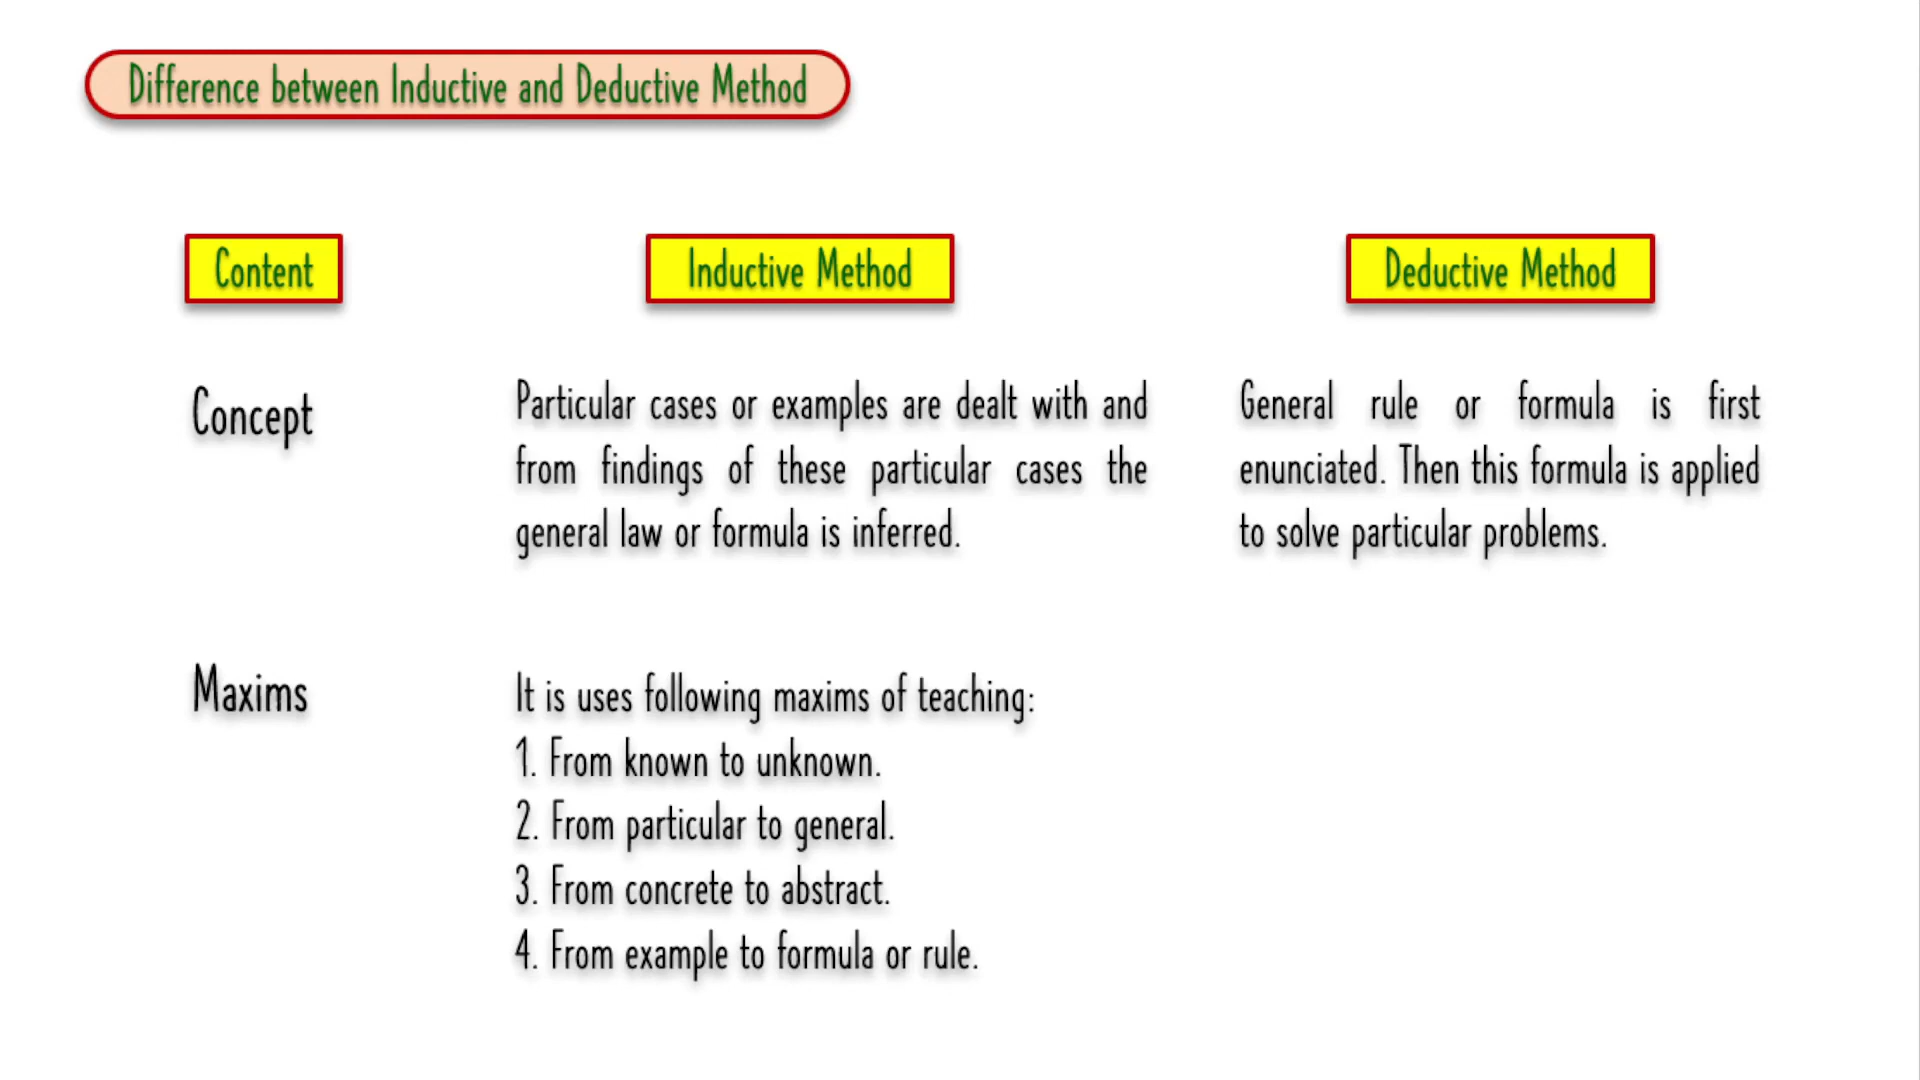 Difference between Inductive and Deductive Method
Content
Inductive Method
Deductive Method
Concept
Particular cases or examples are dealt with and
from findings of these particular cases the
general law or formula is inferred.
General rule or formula is first
enunciated. Then this formula is applied
to solve particular problems.
Maxims
It is uses following maxims of teaching:
1. From known to unknown.
2. From particular to general.
3. From concrete to abstract.
4. From example to formula or rule.